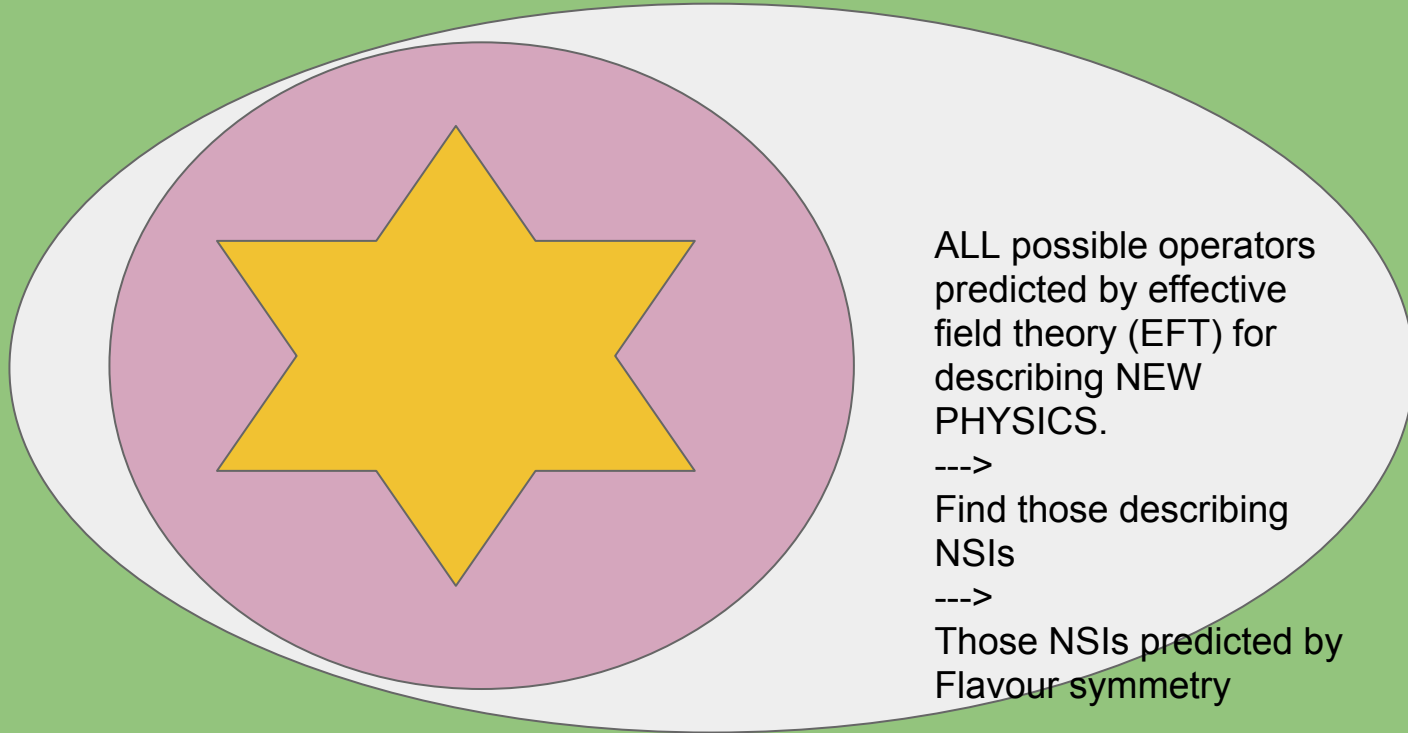 ALL possible operators
predicted by effective
field theory (EFT) for
describing NEW
PHYSICS.
--->
Find those describing
NSIs
--->
Those NSIs predicted by
Flavour symmetry